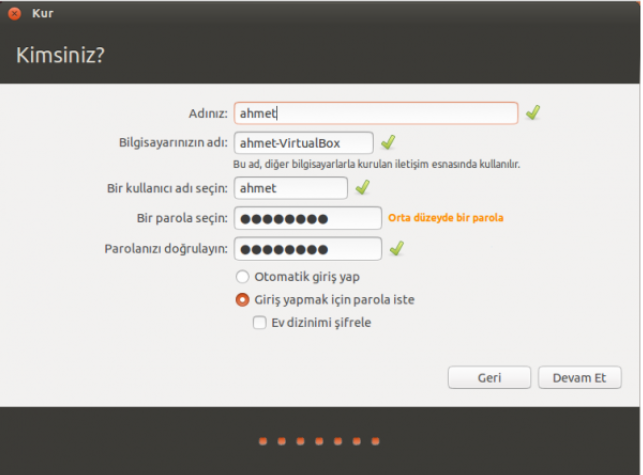 Kur
Kimsiniz?
Adınız: ahmet
Bilgisayarınızın adı: ahmet-VirtualBox
Bu ad, diğer bilgisayarlarla kurulan iletişim esnasında kullanılır.
Bir kullanıcı adı seçin: ahmet
Bir parola seçin: ●●●●●●●● Orta düzeyde bir parola
Parolanızı doğrulayın: ●●●●●●●●
Otomatik giriş yap
Giriş yapmak için parola iste
Ev dizinimi şifrele
Geri Devam Et